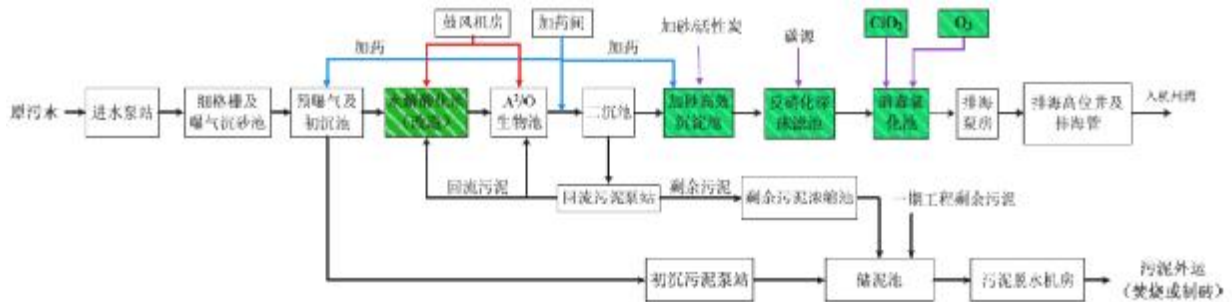 鼓风机房
加药间
加砂/活性炭
碳源
ClO₂
O₃
加药
加药
原污水
进水泵站
细格栅及
曝气沉砂池
预曝气及
初沉池
水解酸化池
(改造)
A²/O
生物池
二沉池
加砂高效
沉淀池
反硝化深
床滤池
消毒氧
化池
排海
泵房
排海高位井及
排海管
入杭州湾
回流污泥
回流污泥泵站
剩余污泥
剩余污泥浓缩池
一期工程剩余污泥
初沉污泥泵站
储泥池
污泥脱水机房
污泥外运
(焚烧或制砖)